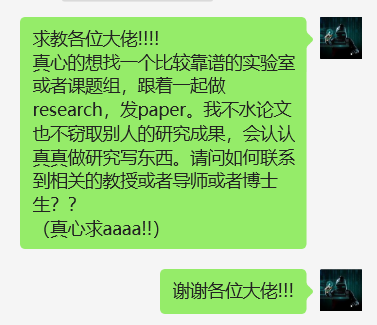 求教各位大佬!!!!
真心的想找一个比较靠谱的实验室
或者课题组，跟着一起做
research，发paper。我不水论文
也不窃取别人的研究成果，会认认
真真做研究写东西。请问如何联系
到相关的教授或者导师或者博士
生？？
（真心求aaaa!!）
谢谢各位大佬!!!